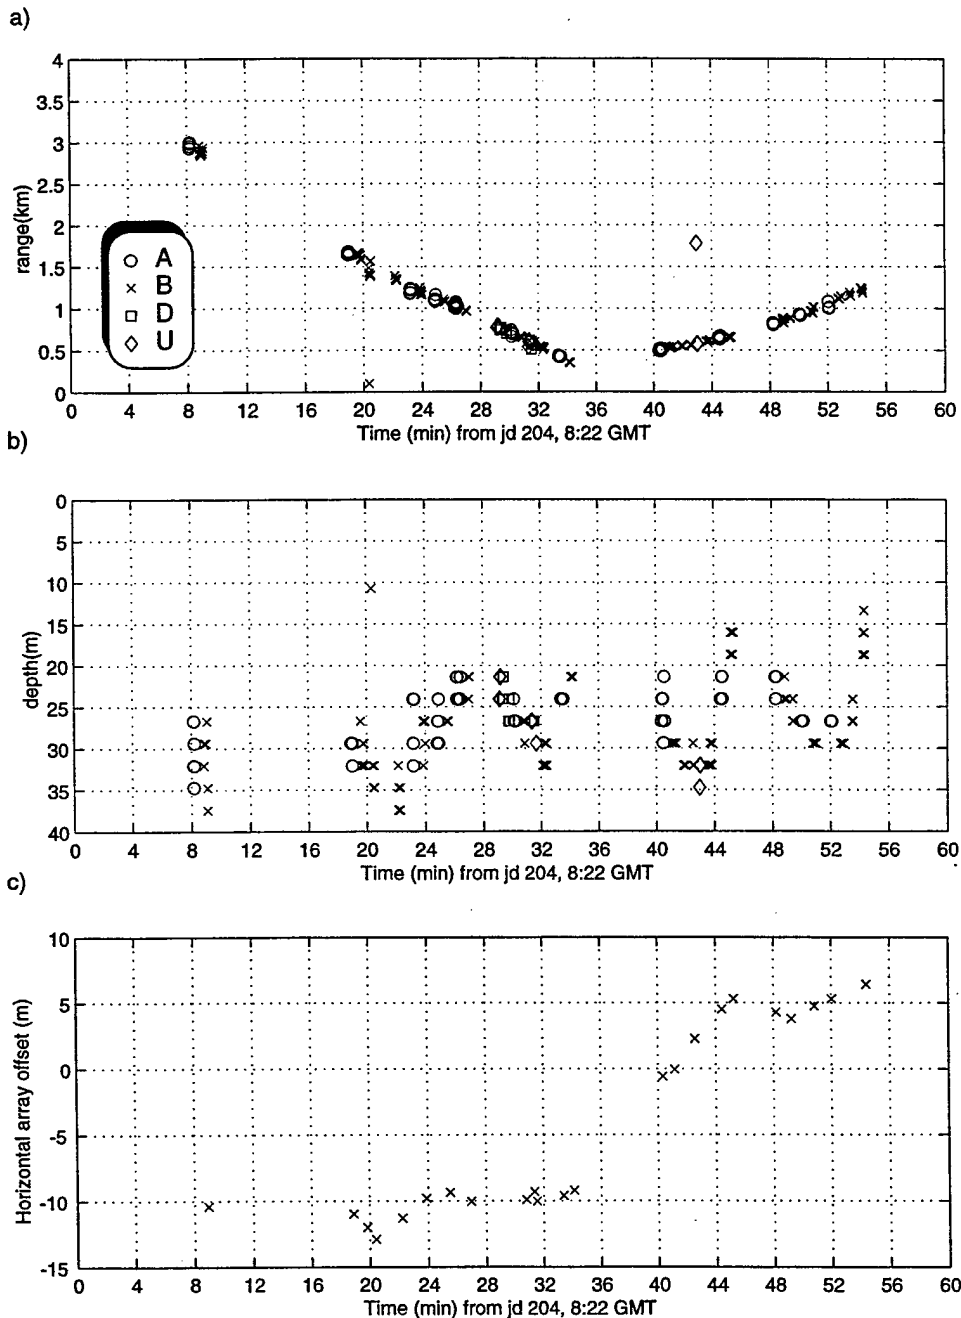 a)
4
3.5
3
2.5
2
1.5
1
0.5
0
range(km)
A
B
D
U
0 4 8 12 16 20 24 28 32 36 40 44 48 52 56 60
Time (min) from jd 204, 8:22 GMT
b)
0
5
10
15
20
25
30
35
40
depth(m)
0 4 8 12 16 20 24 28 32 36 40 44 48 52 56 60
Time (min) from jd 204, 8:22 GMT
c)
10
5
0
-5
-10
-15
Horizontal array offset (m)
0 4 8 12 16 20 24 28 32 36 40 44 48 52 56 60
Time (min) from jd 204, 8:22 GMT